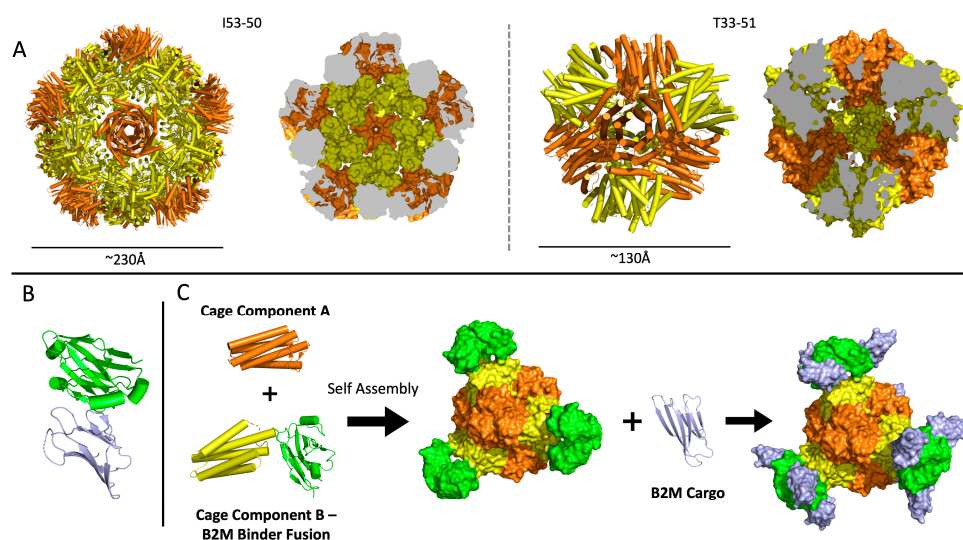 I53-50
T33-51
A
~230Å
~130Å
B
C
Cage Component A
+
Self Assembly
+
B2M Cargo
Cage Component B –
B2M Binder Fusion